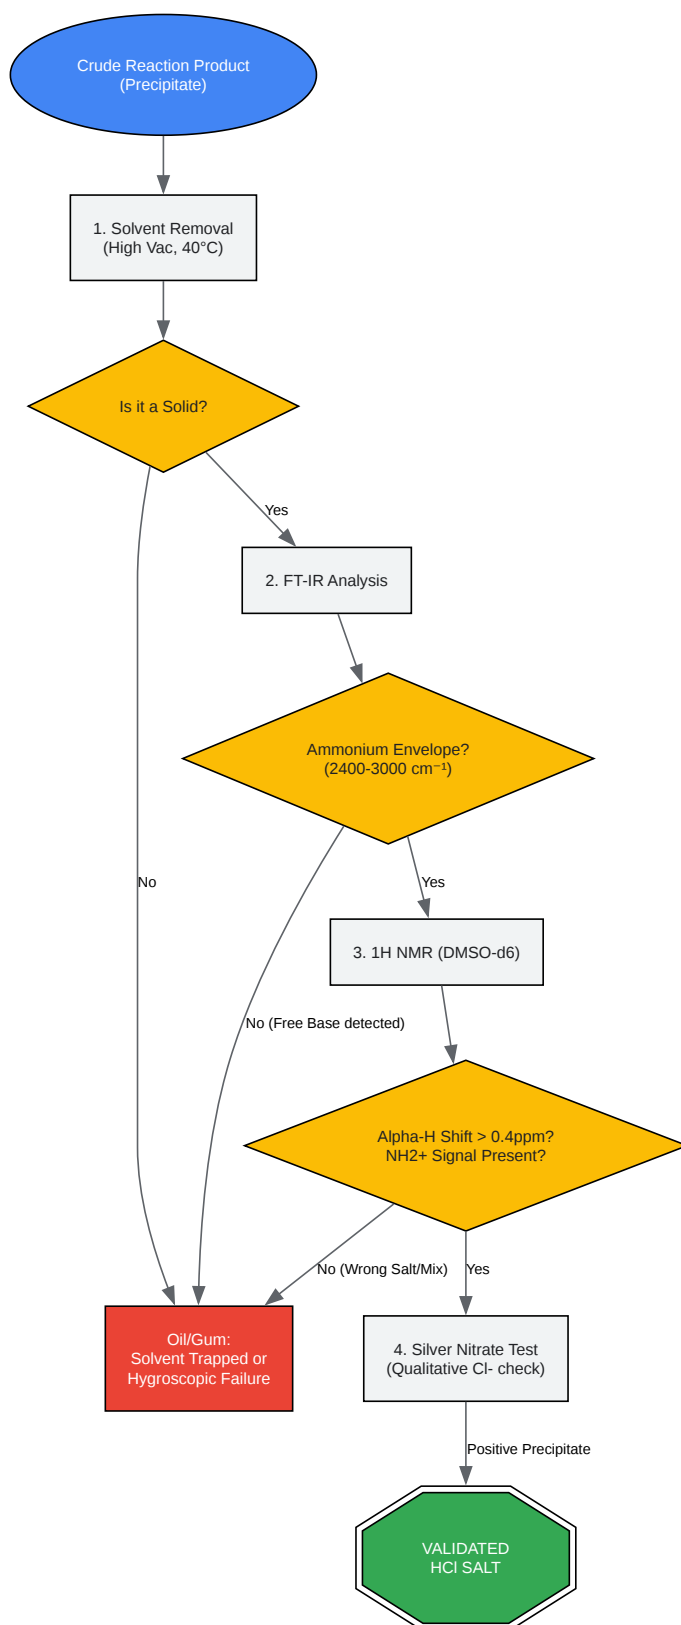 Crude Reaction Product
(Precipitate)
1. Solvent Removal
(High Vac, 40°C)
Is it a Solid?
Yes
2. FT-IR Analysis
Ammonium Envelope?
(2400-3000 cm⁻¹)
No
Yes
3. 1H NMR (DMSO-d6)
No (Free Base detected)
Alpha-H Shift > 0.4ppm?
NH2+ Signal Present?
No (Wrong Salt/Mix)
Yes
Oil/Gum:
Solvent Trapped or
Hygroscopic Failure
4. Silver Nitrate Test
(Qualitative Cl- check)
Positive Precipitate
VALIDATED
HCl SALT